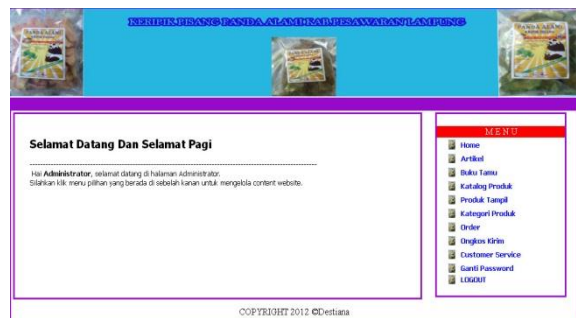 KERIPIK PISANG PANDA ALAMI KAB.PESAWARAN LAMPUNG
Selamat Datang Dan Selamat Pagi
Hai Administrator, selamat datang di halaman Administrator.
Silahkan klik menu pilihan yang berada di sebelah kanan untuk mengelola content website.
MENU
Home
Artikel
Buku Tamu
Katalog Produk
Produk Tampil
Kategori Produk
Order
Ongkos Kirim
Customer Service
Ganti Password
LOGOUT
COPYRIGHT 2012 ©Destiana